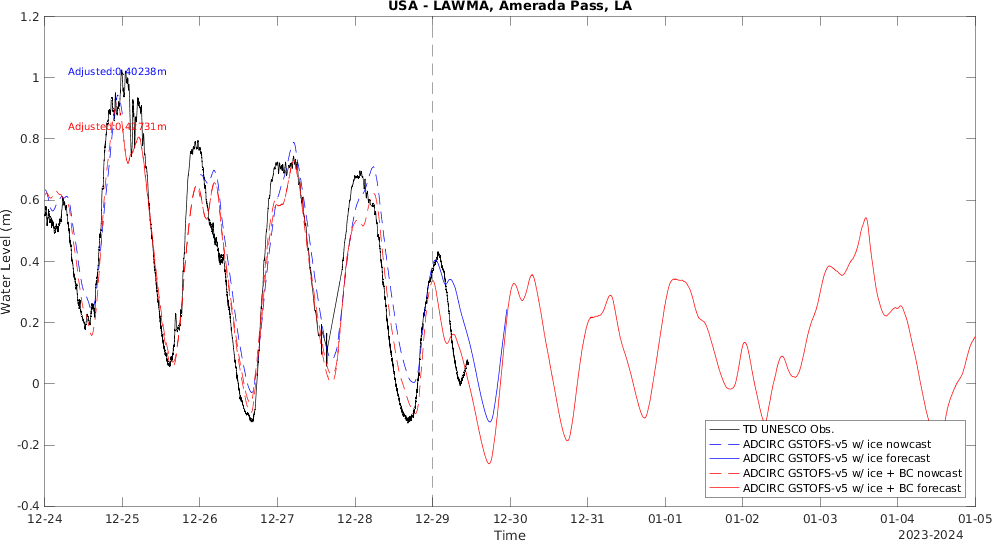 USA - LAWMA, Amerada Pass, LA
1.2
1
0.8
0.6
0.4
0.2
0
-0.2
-0.4
Water Level (m)
Adjusted:0.40238m
Adjusted:0.42731m
TD UNESCO Obs.
ADCIRC GSTOFS-v5 w/ ice nowcast
ADCIRC GSTOFS-v5 w/ ice forecast
ADCIRC GSTOFS-v5 w/ ice + BC nowcast
ADCIRC GSTOFS-v5 w/ ice + BC forecast
12-24 12-25 12-26 12-27 12-28 12-29 12-30 12-31 01-01 01-02 01-03 01-04 01-05
Time
2023-2024